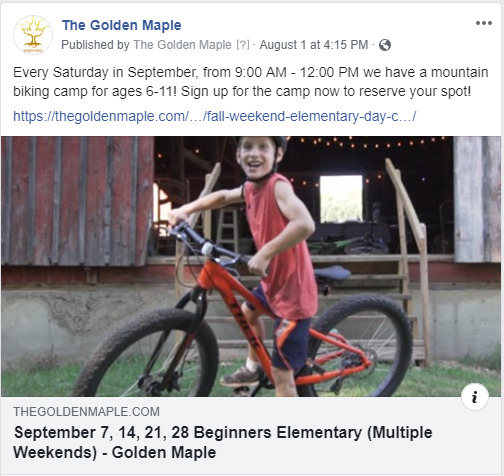 The Golden Maple
Published by The Golden Maple [?] · August 1 at 4:15 PM ·
Every Saturday in September, from 9:00 AM - 12:00 PM we have a mountain
biking camp for ages 6-11! Sign up for the camp now to reserve your spot!
https://thegoldenmaple.com/…/fall-weekend-elementary-day-c…/
THEGOLDENMAPLE.COM
September 7, 14, 21, 28 Beginners Elementary (Multiple
Weekends) - Golden Maple